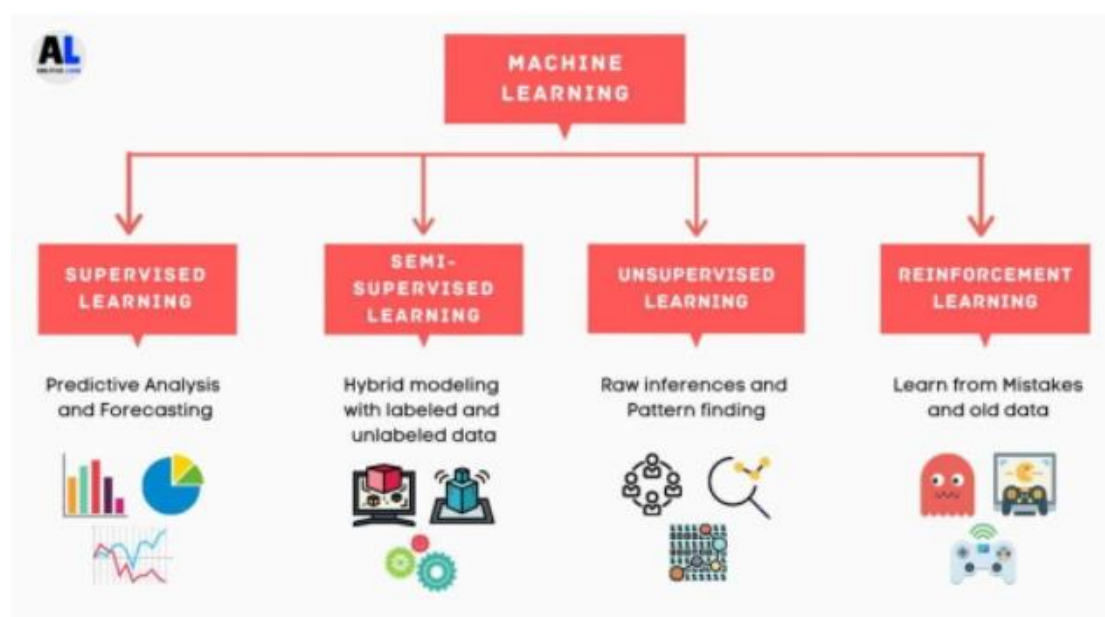 AL
MACHINE
LEARNING
SUPERVISED
LEARNING
SEMI-
SUPERVISED
LEARNING
UNSUPERVISED
LEARNING
REINFORCEMENT
LEARNING
Predictive Analysis
and Forecasting
Hybrid modeling
with labeled and
unlabeled data
Raw inferences and
Pattern finding
Learn from Mistakes
and old data